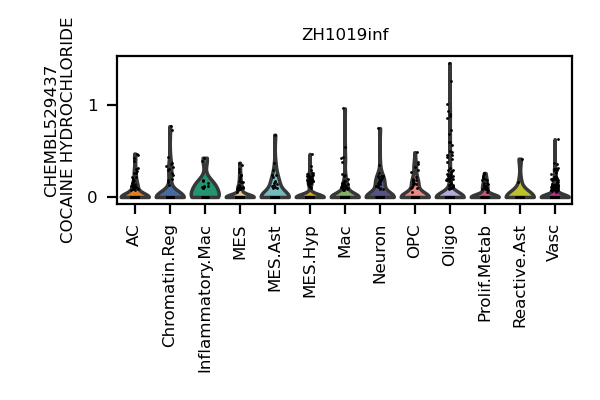 ZH1019inf
CHEMBL529437
COCAINE HYDROCHLORIDE
1
0
AC
Chromatin.Reg
Inflammatory.Mac
MES
MES.Ast
MES.Hyp
Mac
Neuron
OPC
Oligo
Prolif.Metab
Reactive.Ast
Vasc